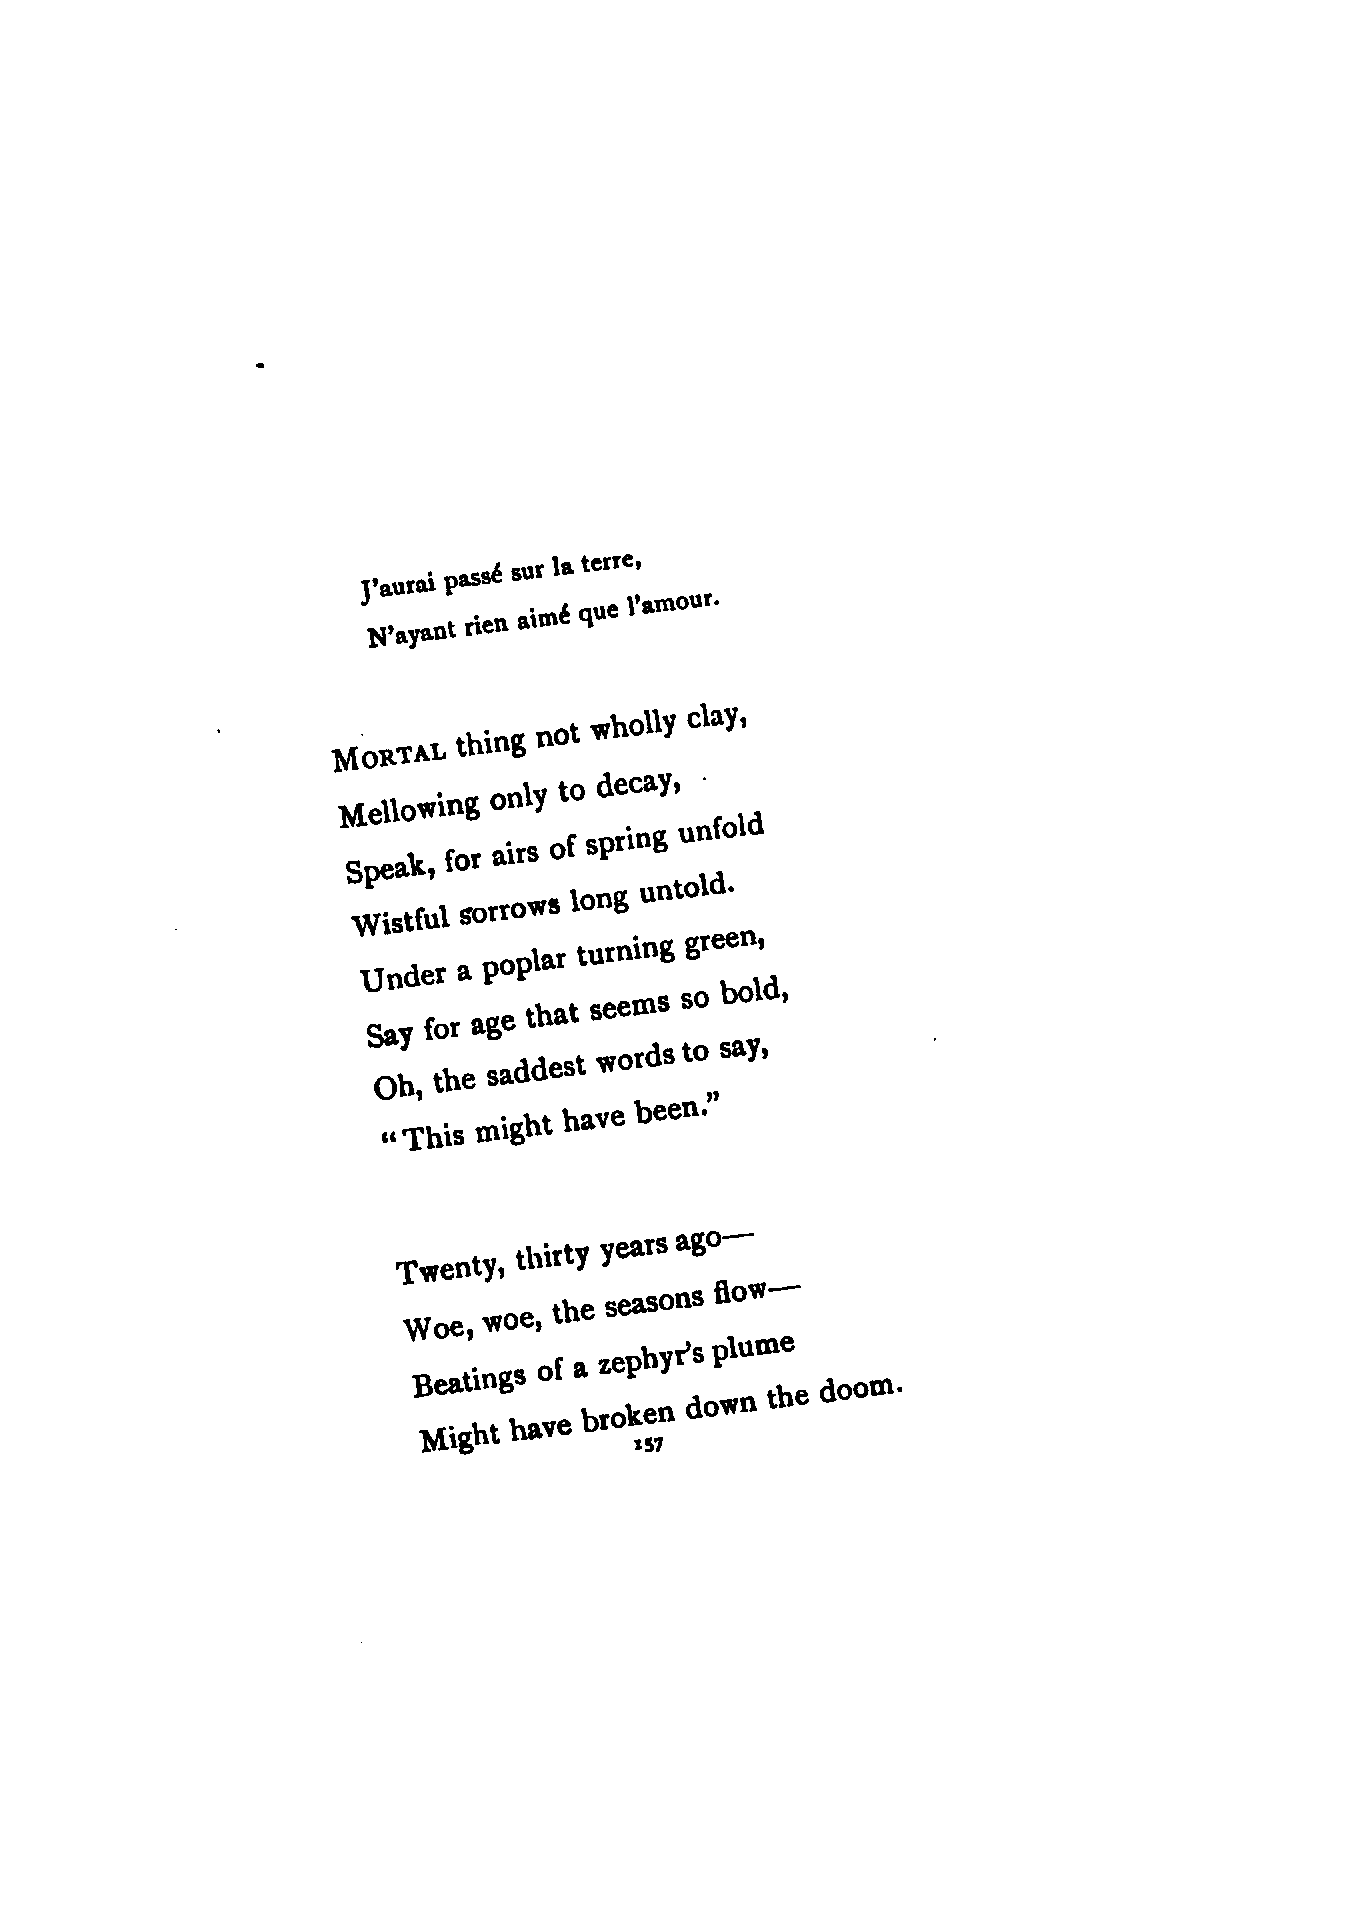 J'aurai passé sur la terre,
N'ayant rien aimé que l'amour.
MORTAL thing not wholly clay,
Mellowing only to decay,
Speak, for airs of spring unfold
Wistful sorrows long untold.
Under a poplar turning green,
Say for age that seems so bold,
Oh, the saddest words to say,
“This might have been.”
Twenty, thirty years ago—
Woe, woe, the seasons flow—
Beatings of a zephyr's plume
Might have broken down the doom.
157